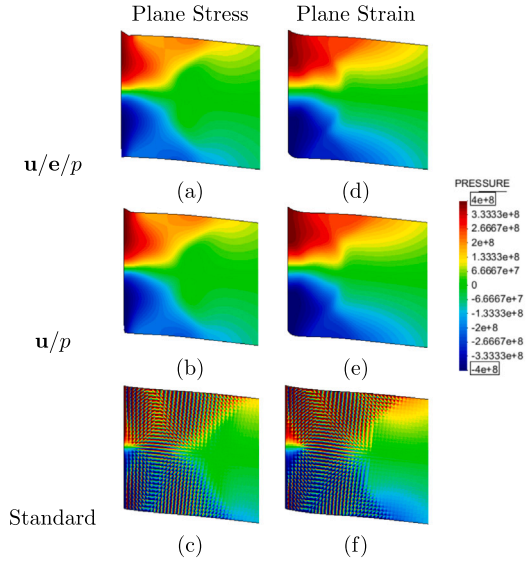 Plane Stress
Plane Strain
u/e/p
(a)
(d)
PRESSURE
4e+8
3.3333e+8
2.6667e+8
2e+8
1.3333e+8
6.6667e+7
0
-6.6667e+7
-1.3333e+8
-2e+8
-2.6667e+8
-3.3333e+8
-4e+8
u/p
(b)
(e)
Standard
(c)
(f)